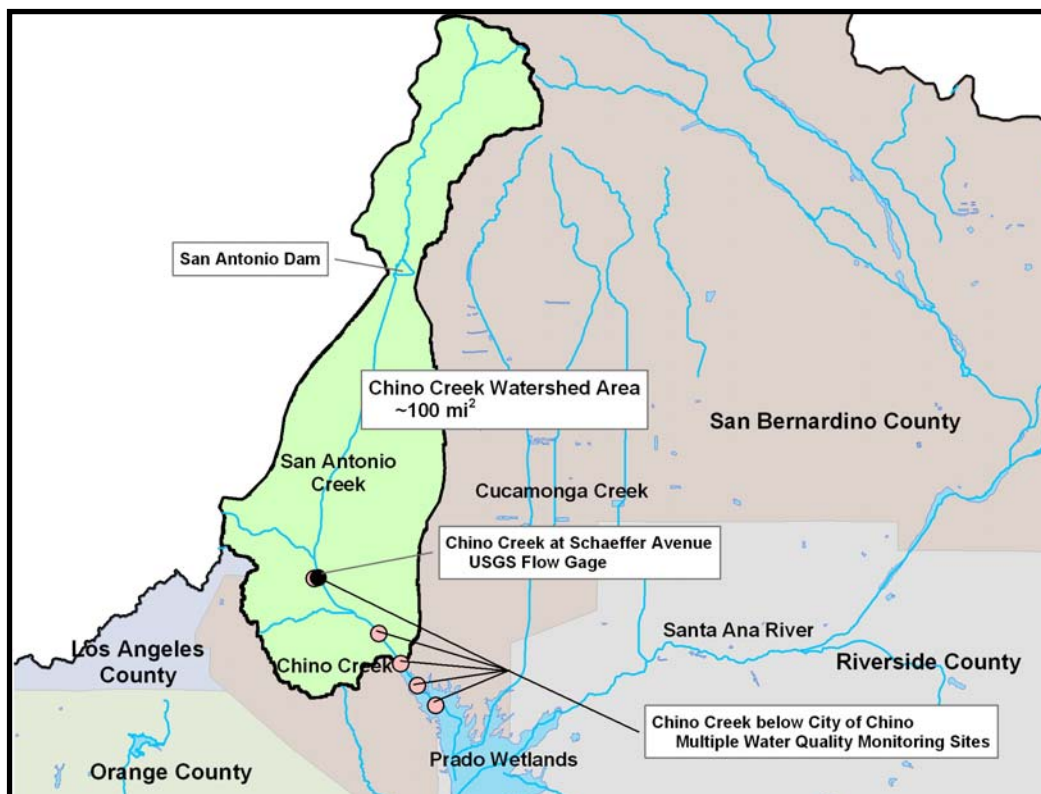 San Antonio Dam
Chino Creek Watershed Area
~100 mi²
San Bernardino County
San Antonio
Creek
Cucamonga Creek
Chino Creek at Schaeffer Avenue
USGS Flow Gage
Los Angeles
County
Chino Creek
Santa Ana River
Riverside County
Chino Creek below City of Chino
Multiple Water Quality Monitoring Sites
Prado Wetlands
Orange County